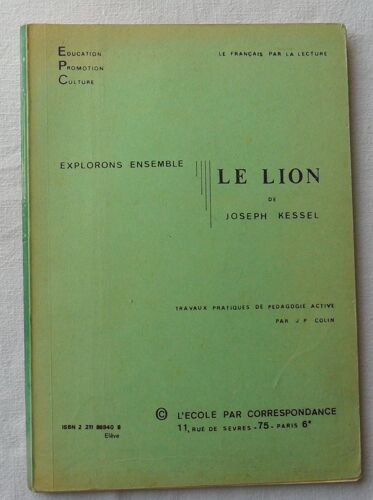 EDUCATION
PROMOTION
CULTURE
LE FRANÇAIS PAR LA LECTURE
EXPLORONS ENSEMBLE
LE LION
DE
JOSEPH KESSEL
TRAVAUX PRATIQUES DE PEDAGOGIE ACTIVE
PAR J P COLIN
© L'ECOLE PAR CORRESPONDANCE
11, RUE DE SEVRES - 75 - PARIS 6e
ISBN 2 211 86940 6
Elève